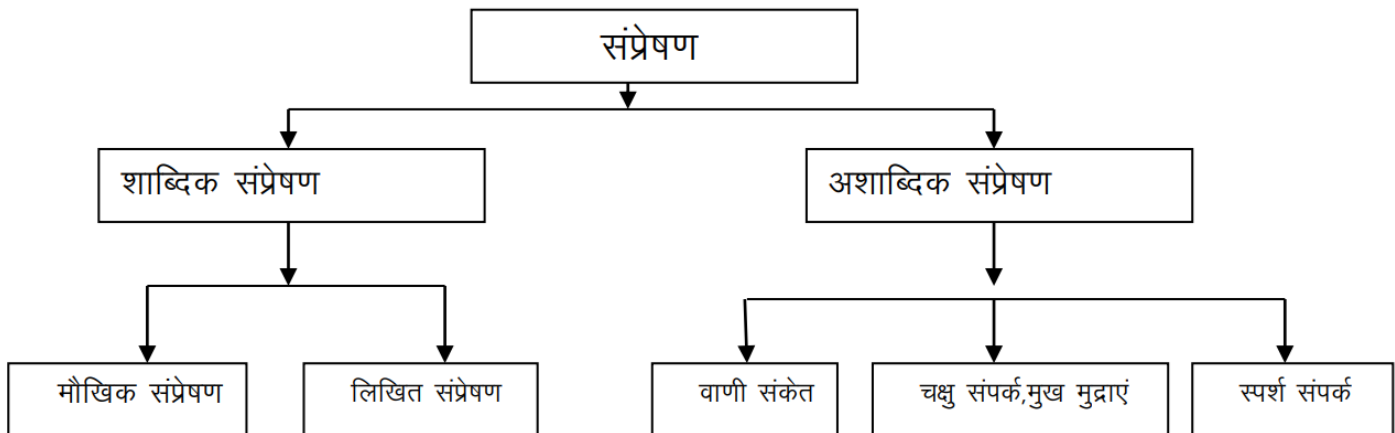 संप्रेषण
शाब्दिक संप्रेषण
अशाब्दिक संप्रेषण
मौखिक संप्रेषण
लिखित संप्रेषण
वाणी संकेत
चक्षु संपर्क,मुख मुद्राएं
स्पर्श संपर्क